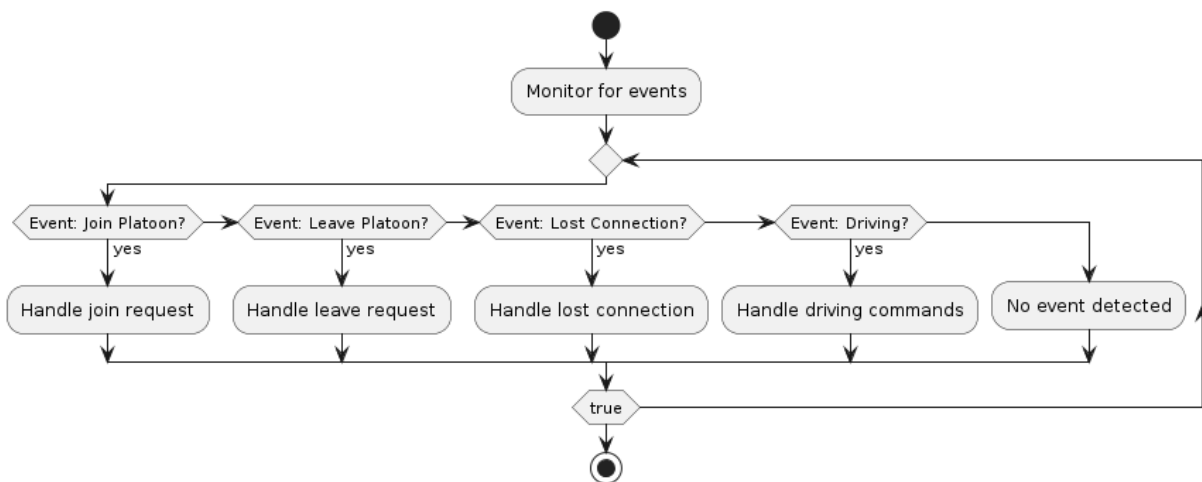 Monitor for events
Event: Join Platoon?
Event: Leave Platoon?
Event: Lost Connection?
Event: Driving?
yes
yes
yes
yes
Handle join request
Handle leave request
Handle lost connection
Handle driving commands
No event detected
true